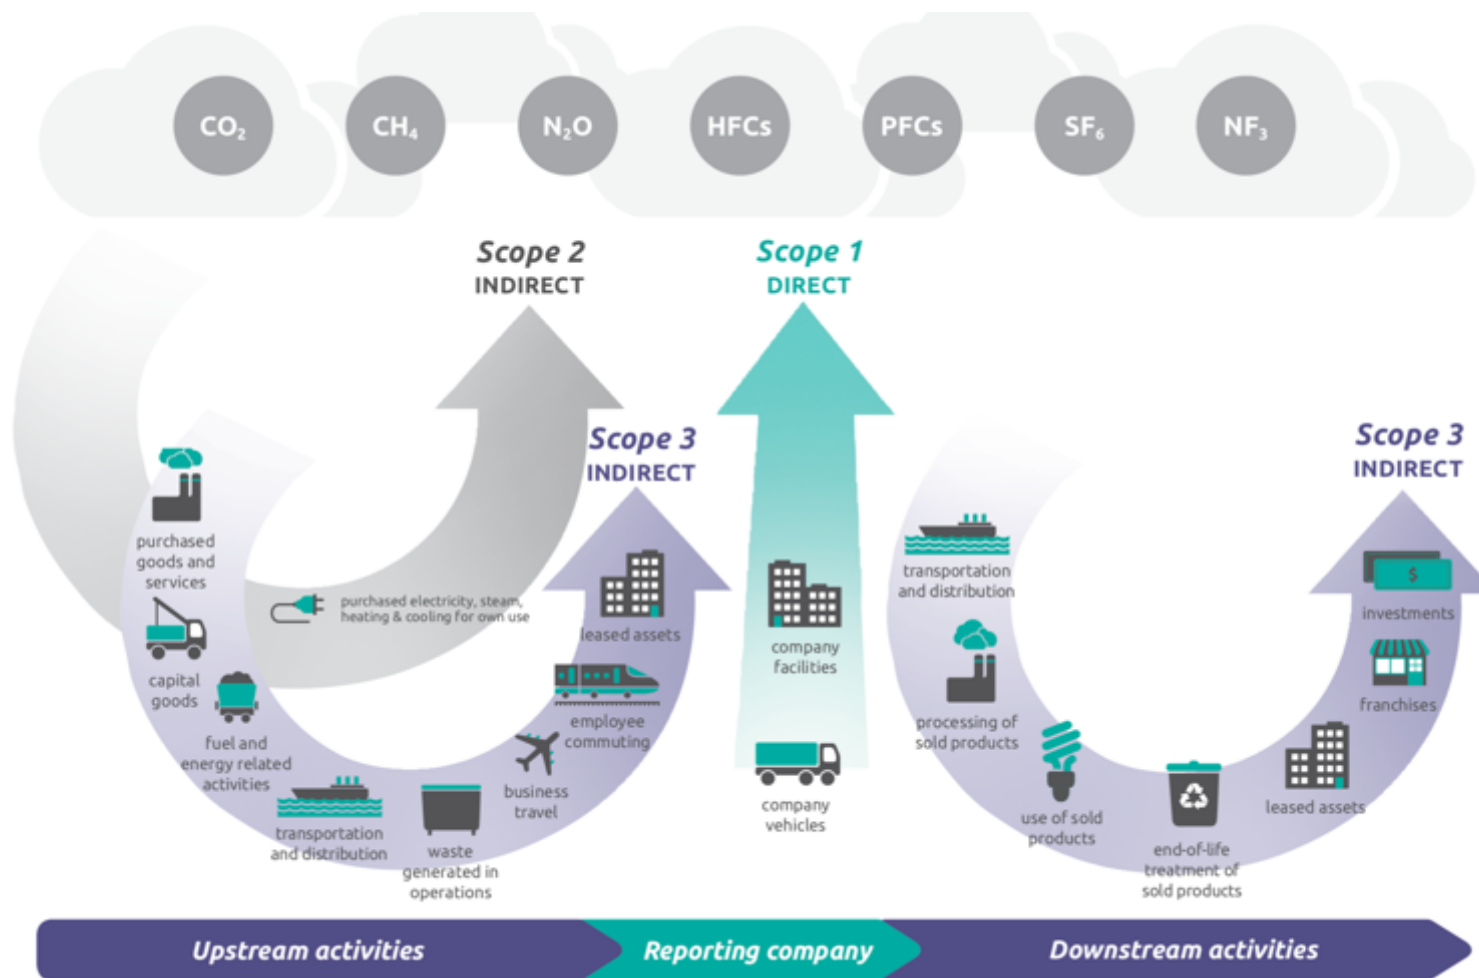 CO₂
CH₄
N₂O
HFCs
PFCs
SF₆
NF₃
Scope 2
INDIRECT
Scope 1
DIRECT
Scope 3
INDIRECT
Scope 3
INDIRECT
purchased
goods and
services
capital
goods
fuel and
energy related
activities
transportation
and distribution
waste
generated in
operations
business
travel
employee
commuting
leased assets
purchased electricity, steam,
heating & cooling for own use
company
facilities
company
vehicles
transportation
and distribution
processing of
sold products
use of sold
products
end-of-life
treatment of
sold products
leased assets
franchises
$
investments
Upstream activities
Reporting company
Downstream activities